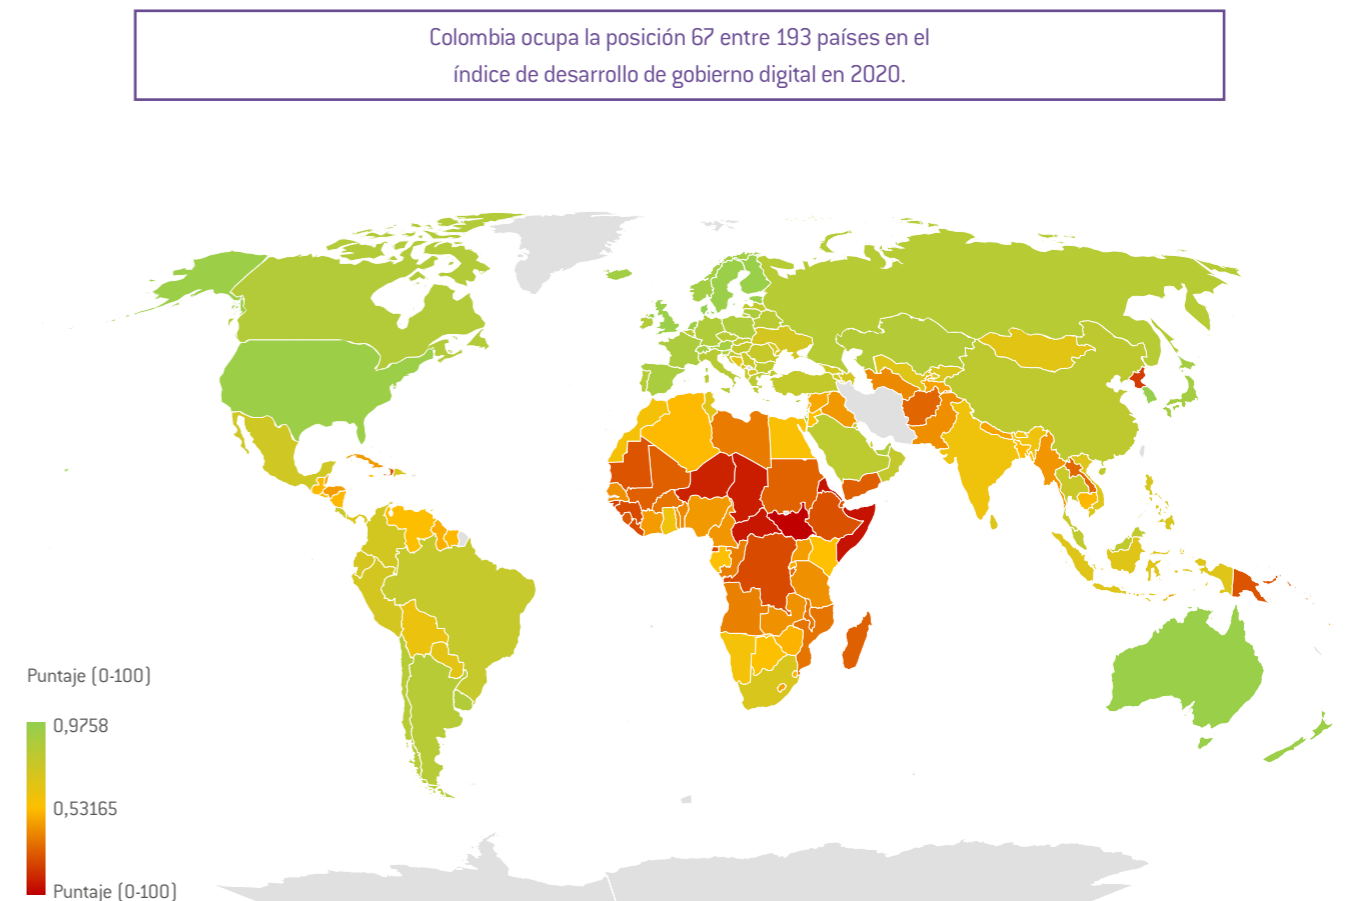 Colombia ocupa la posición 67 entre 193 países en el
índice de desarrollo de gobierno digital en 2020.
Puntaje (0-100)
0,9758
0,53165
Puntaje (0-100)